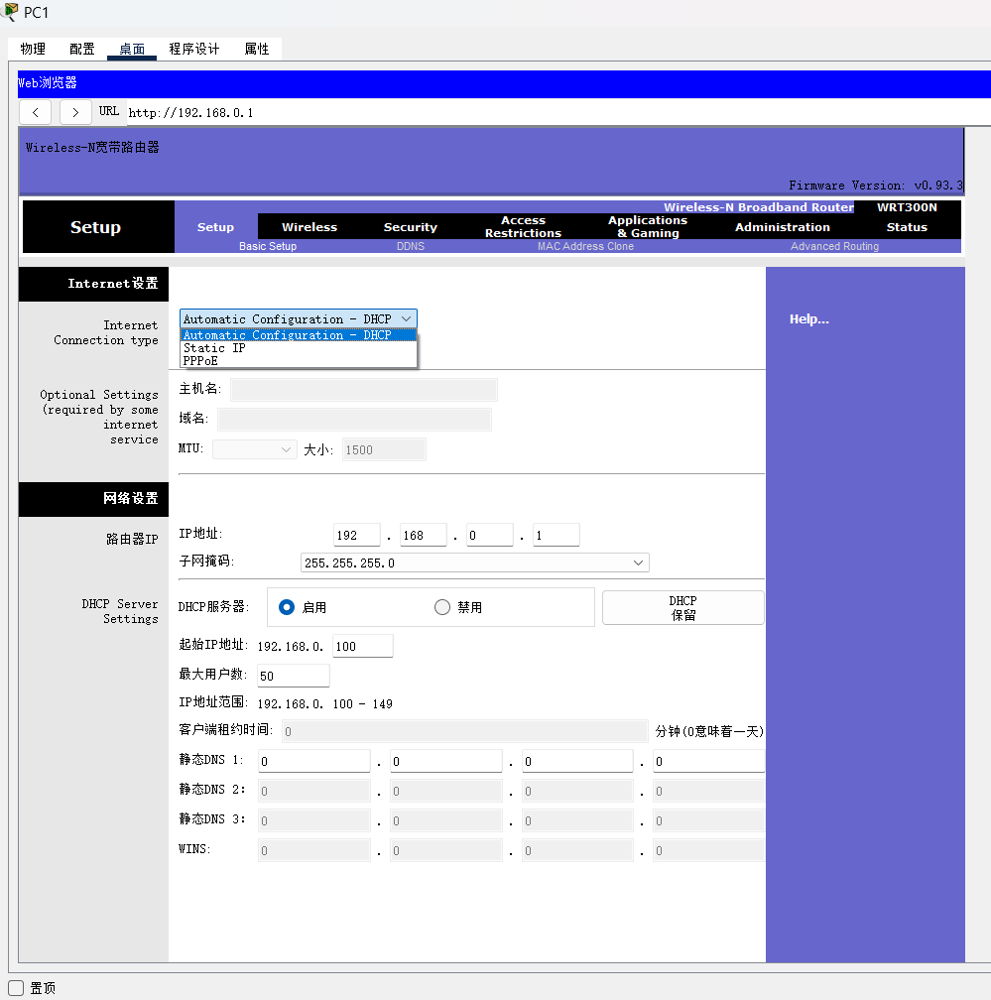 PC1
物理 配置 桌面 程序设计 属性
Web浏览器
< > URL http://192.168.0.1
Wireless-N宽带路由器
Firmware Version: v0.93.3
Wireless-N Broadband Router WRT300N
Setup
Setup Wireless Security Access Restrictions Applications & Gaming Administration Status
Basic Setup DDNS MAC Address Clone Advanced Routing
Internet设置
Internet
Connection type
Automatic Configuration - DHCP
Automatic Configuration - DHCP
Static IP
PPPoE
Help...
Optional Settings
(required by some
internet
service
主机名:
域名:
MTU: 大小: 1500
网络设置
路由器IP
IP地址: 192 . 168 . 0 . 1
子网掩码: 255.255.255.0
DHCP Server
Settings
DHCP服务器: 启用 禁用
DHCP
保留
起始IP地址: 192.168.0. 100
最大用户数: 50
IP地址范围: 192.168.0. 100 - 149
客户端租约时间: 0 分钟(0意味着一天)
静态DNS 1: 0 . 0 . 0 . 0
静态DNS 2: 0 . 0 . 0 . 0
静态DNS 3: 0 . 0 . 0 . 0
WINS: 0 . 0 . 0 . 0
置顶